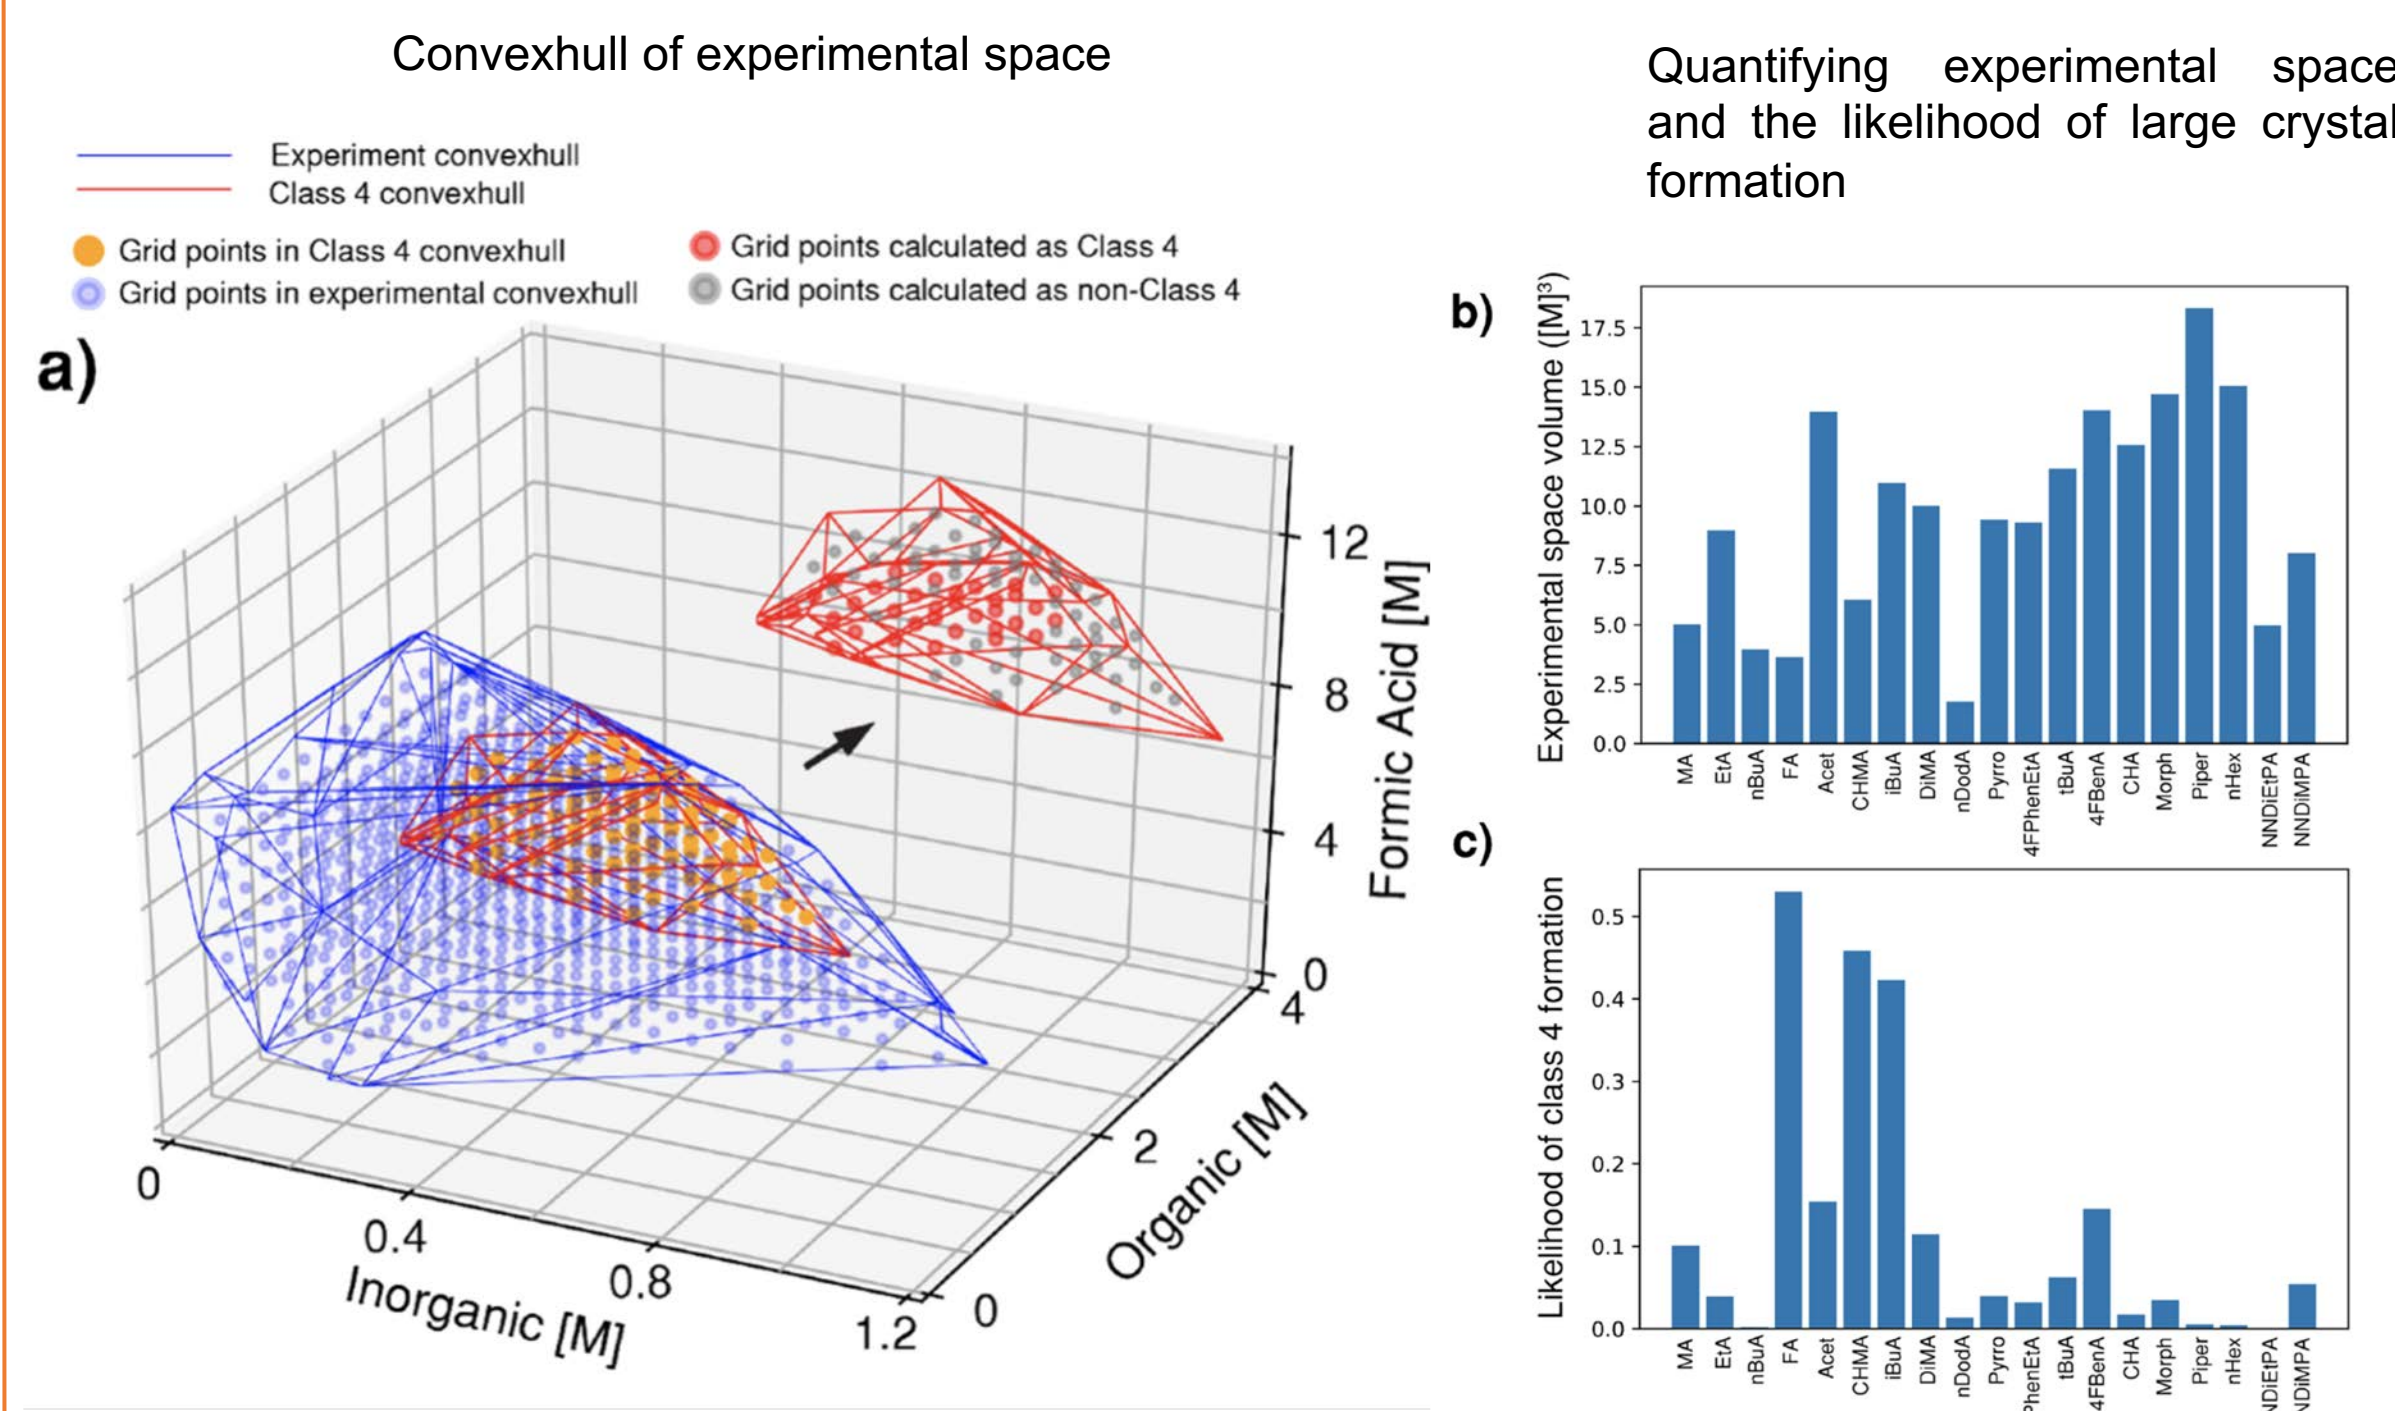 Convexhull of experimental space
Experiment convexhull
Class 4 convexhull
Grid points in Class 4 convexhull
Grid points in experimental convexhull
Grid points calculated as Class 4
Grid points calculated as non-Class 4
a)
12
8
4
0
Formic Acid [M]
4
2
0
Organic [M]
0
0.4
0.8
1.2
Inorganic [M]
Quantifying experimental space
and the likelihood of large crystal
formation
b)
Experimental space volume ([M]³)
17.5
15.0
12.5
10.0
7.5
5.0
2.5
0.0
MA
EtA
nBuA
FA
Acet
CHMA
iBuA
DiMA
nDodA
Pyrro
4FPhenEtA
tBuA
4FBenA
CHA
Morph
Piper
nHex
NNDiEtPA
NNDiMPA
c)
Likelihood of class 4 formation
0.5
0.4
0.3
0.2
0.1
0.0
MA
EtA
nBuA
FA
Acet
CHMA
iBuA
DiMA
nDodA
Pyrro
PhenEtA
tBuA
4FBenA
CHA
Morph
Piper
nHex
NDiEtPA
NDiMPA